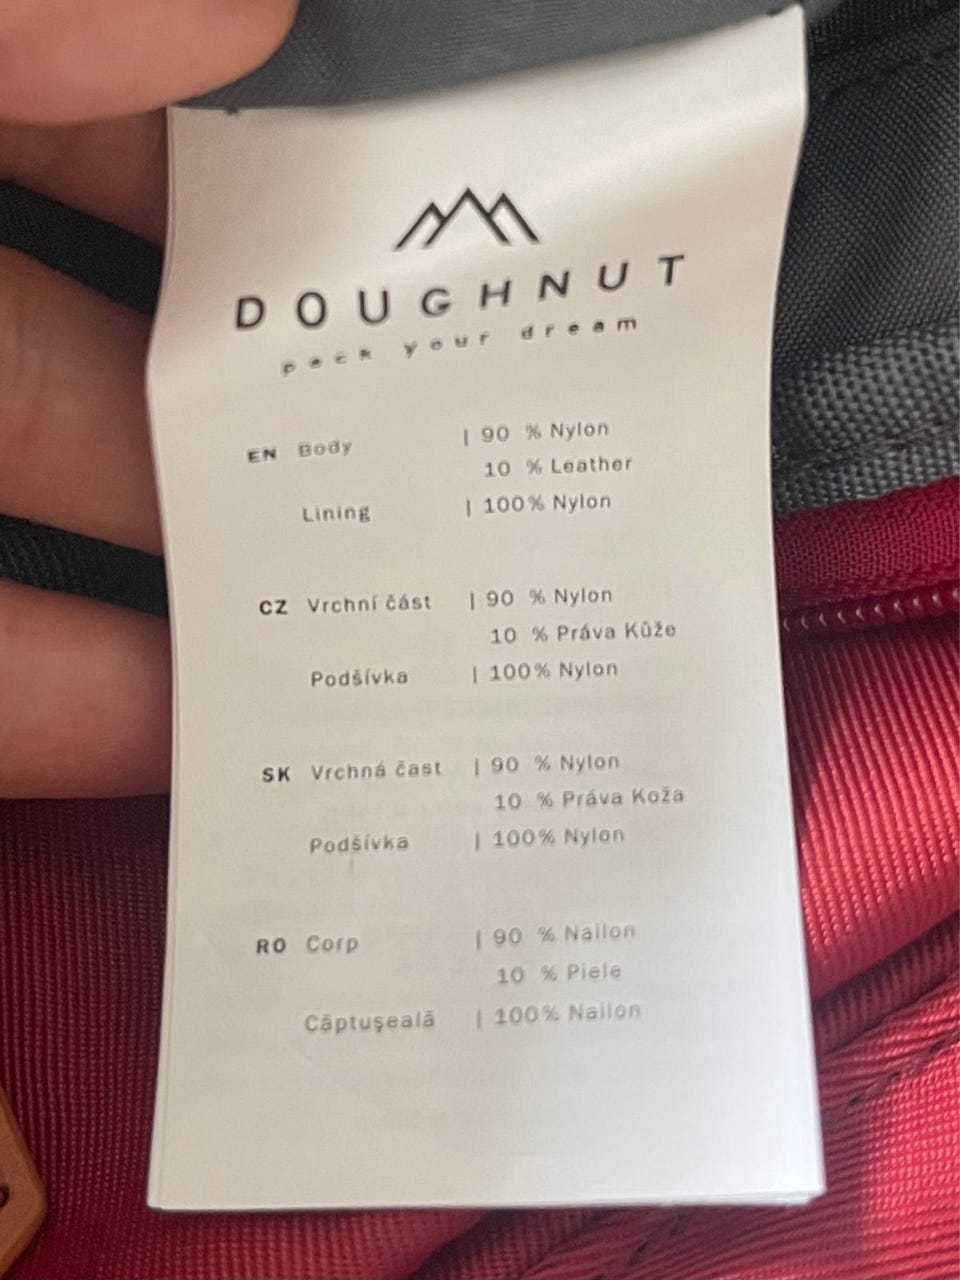 DOUGHNUT
pack your dream
EN Body | 90 % Nylon
10 % Leather
Lining | 100% Nylon
CZ Vrchní část | 90 % Nylon
10 % Práva Kůže
Podšívka | 100% Nylon
SK Vrchná čast | 90 % Nylon
10 % Práva Koža
Podšívka | 100% Nylon
RO Corp | 90 % Nailon
10 % Piele
Căptuşeală | 100% Nailon